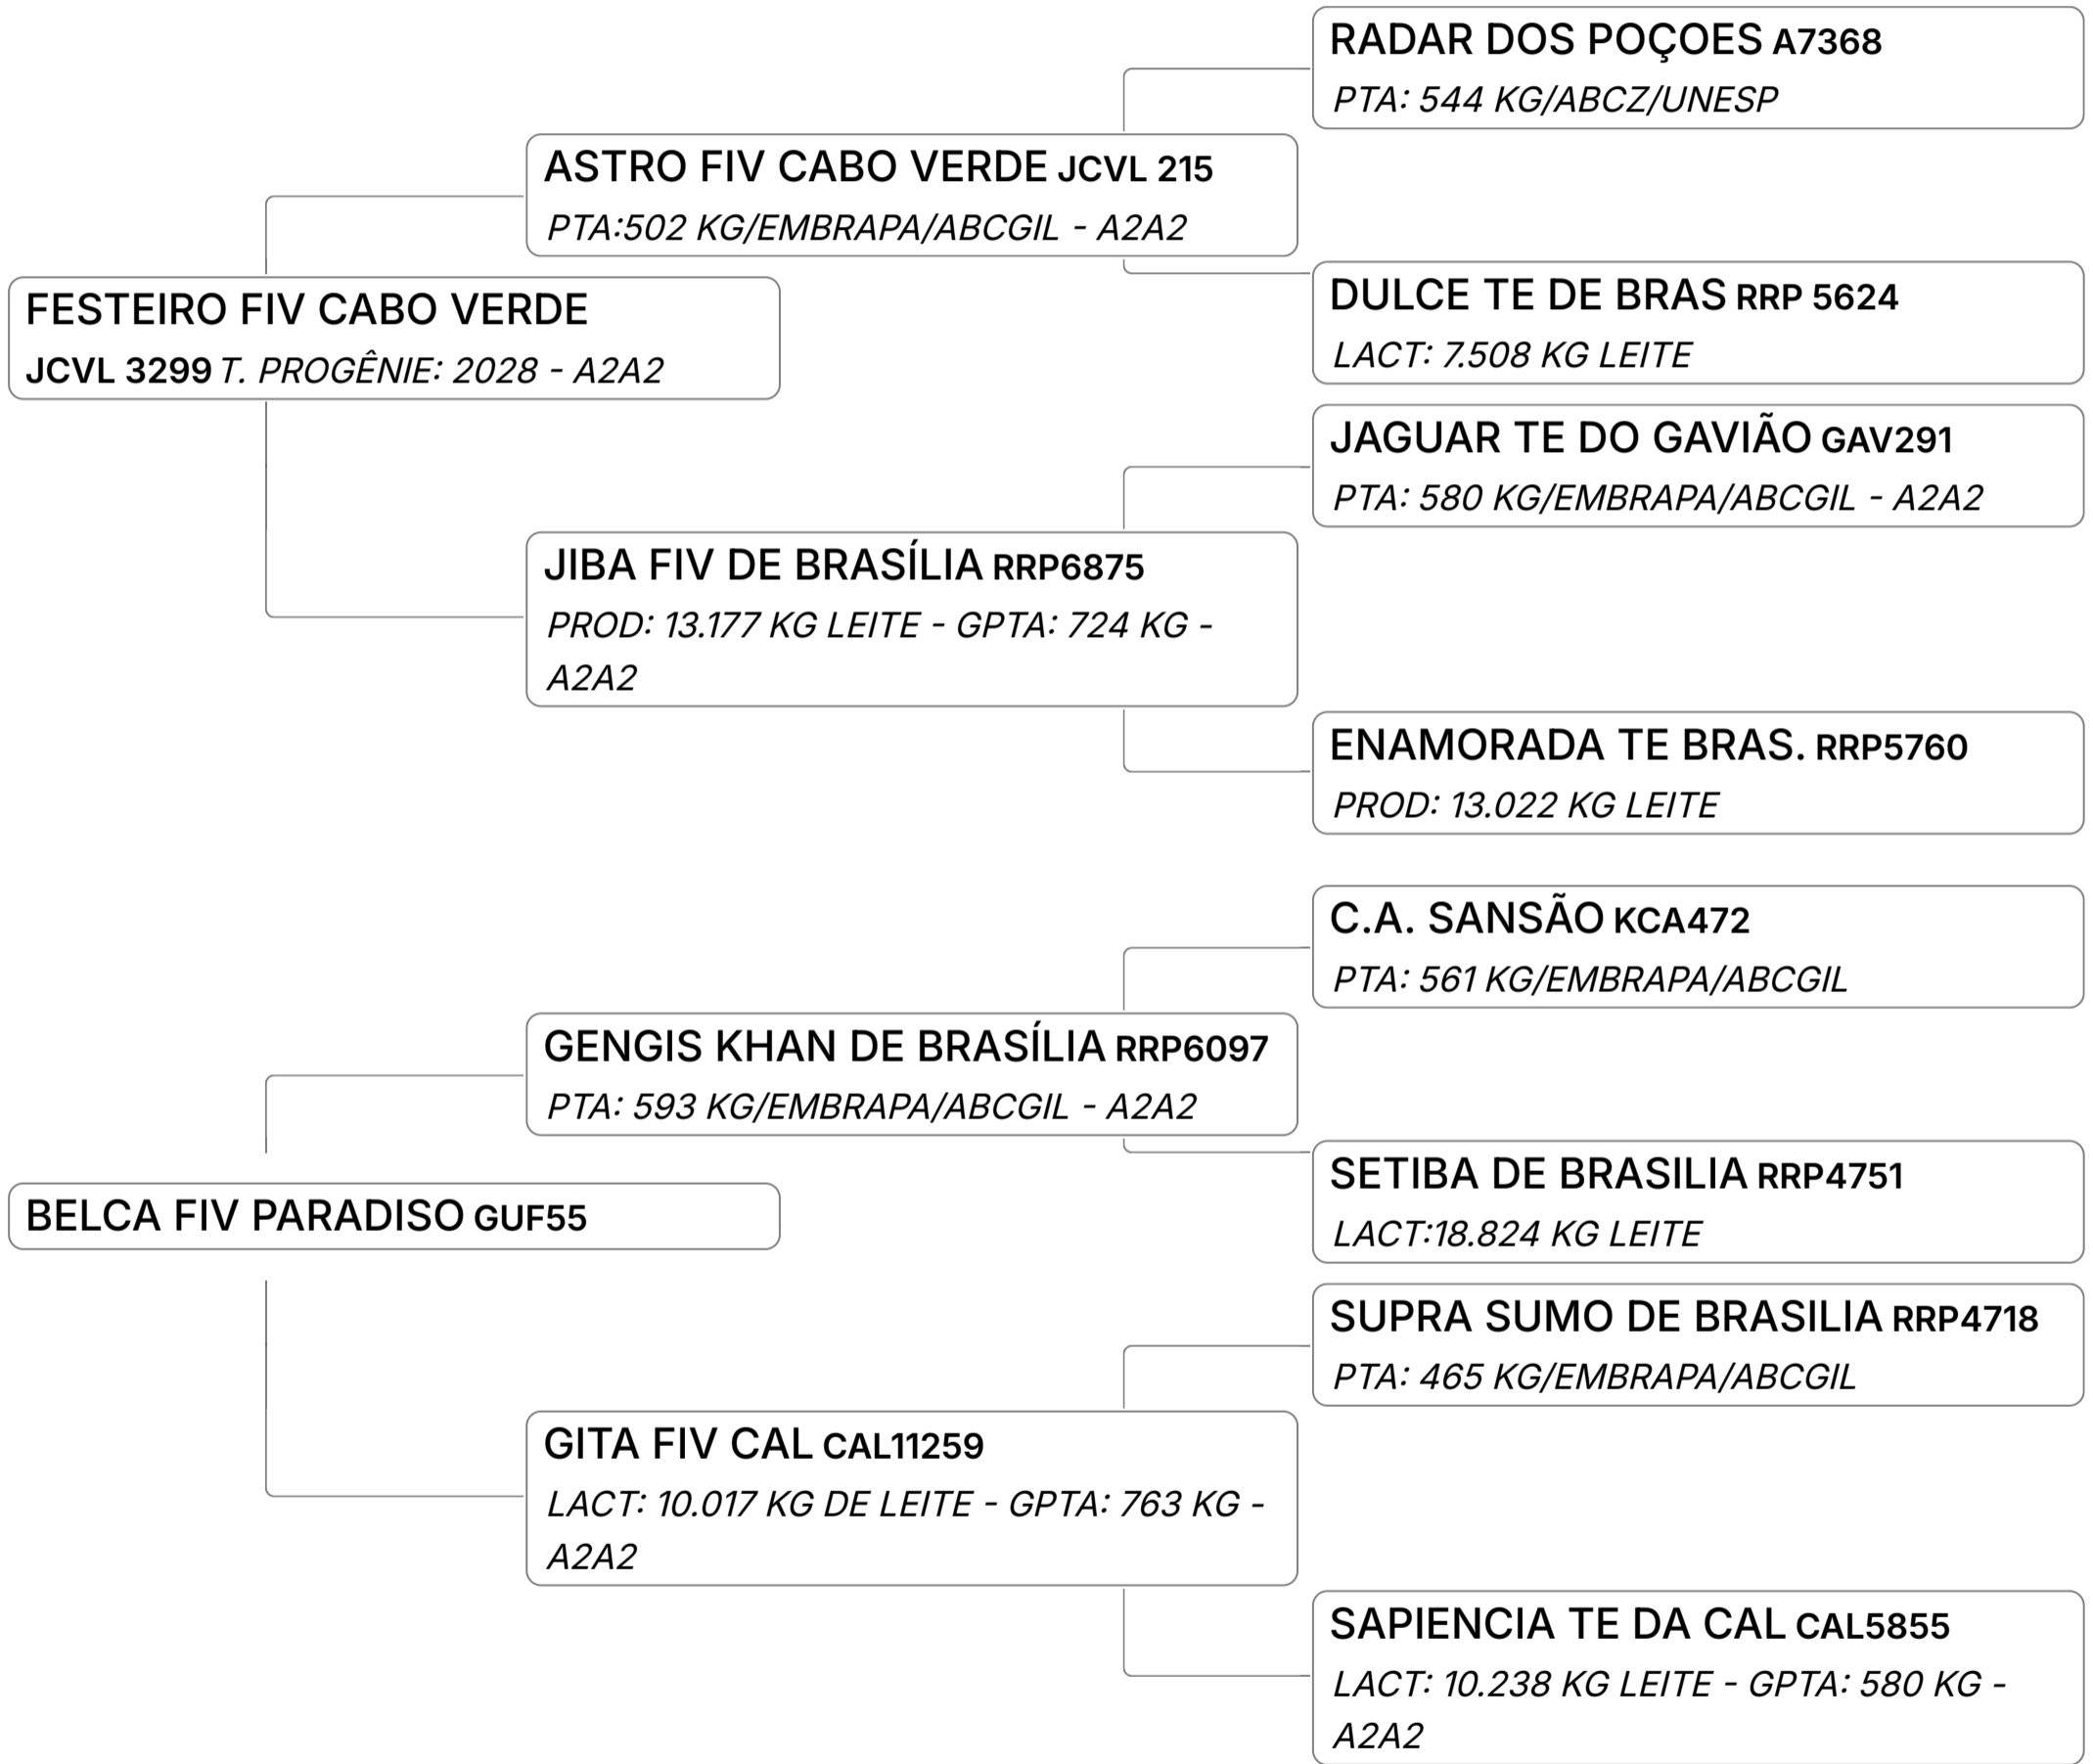 RADAR DOS POÇOES A7368
PTA: 544 KG/ABCZ/UNESP
ASTRO FIV CABO VERDE JCVL 215
PTA:502 KG/EMBRAPA/ABCGIL - A2A2
DULCE TE DE BRAS RRP 5624
LACT: 7.508 KG LEITE
FESTEIRO FIV CABO VERDE
JCVL 3299 T. PROGÊNIE: 2028 - A2A2
JAGUAR TE DO GAVIÃO GAV291
PTA: 580 KG/EMBRAPA/ABCGIL - A2A2
JIBA FIV DE BRASÍLIA RRP6875
PROD: 13.177 KG LEITE - GPTA: 724 KG -
A2A2
ENAMORADA TE BRAS. RRP5760
PROD: 13.022 KG LEITE
C.A. SANSÃO KCA472
PTA: 561 KG/EMBRAPA/ABCGIL
GENGIS KHAN DE BRASÍLIA RRP6097
PTA: 593 KG/EMBRAPA/ABCGIL - A2A2
SETIBA DE BRASILIA RRP4751
LACT:18.824 KG LEITE
BELCA FIV PARADISO GUF55
SUPRA SUMO DE BRASILIA RRP4718
PTA: 465 KG/EMBRAPA/ABCGIL
GITA FIV CAL CAL11259
LACT: 10.017 KG DE LEITE - GPTA: 763 KG -
A2A2
SAPIENCIA TE DA CAL CAL5855
LACT: 10.238 KG LEITE - GPTA: 580 KG -
A2A2